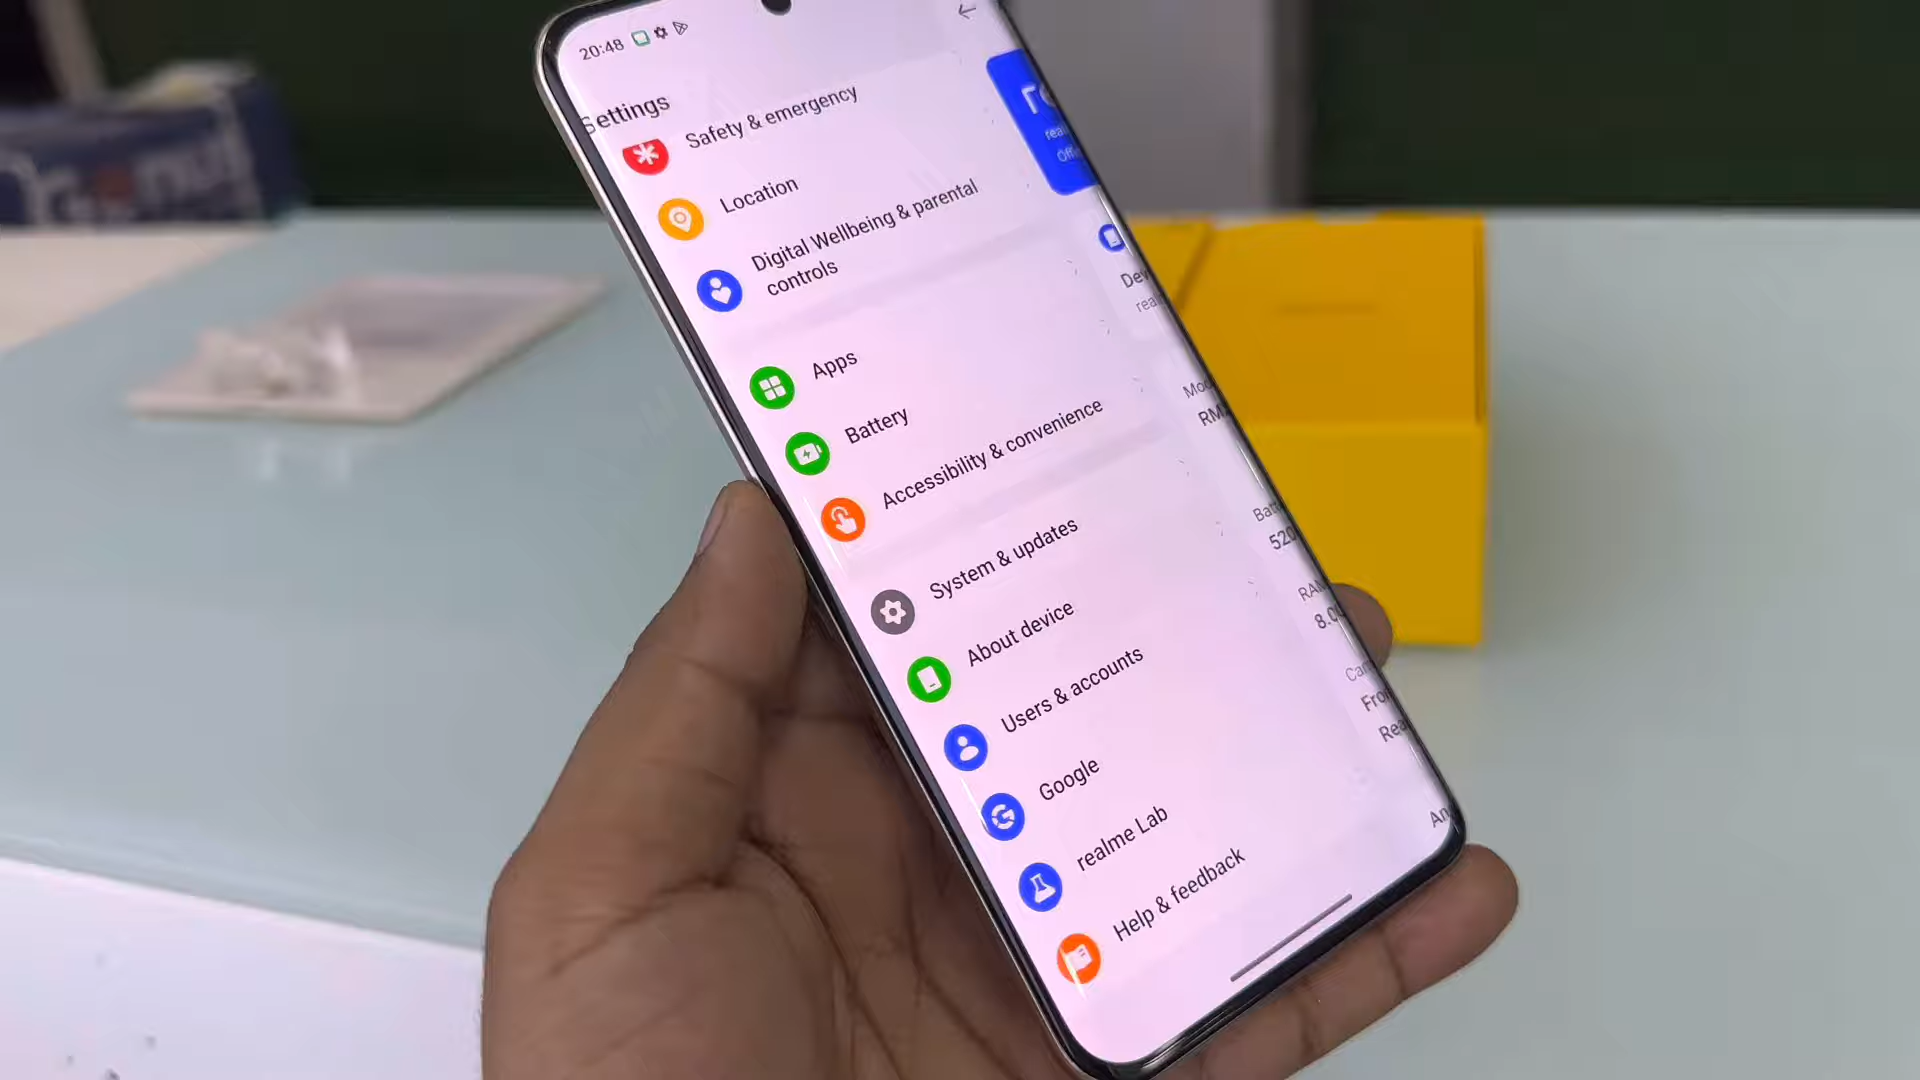 20:48
Settings
Safety & emergency
Location
Digital Wellbeing & parental
controls
Apps
Battery
Accessibility & convenience
System & updates
About device
Users & accounts
Google
realme Lab
Help & feedback